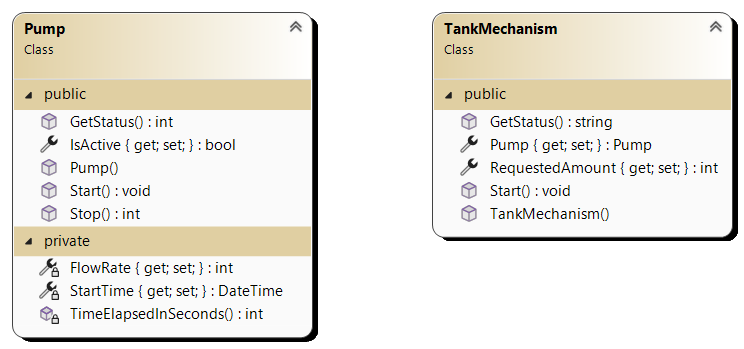 Pump
Class
public
GetStatus() : int
IsActive { get; set; } : bool
Pump()
Start() : void
Stop() : int
private
FlowRate { get; set; } : int
StartTime { get; set; } : DateTime
TimeElapsedInSeconds() : int
TankMechanism
Class
public
GetStatus() : string
Pump { get; set; } : Pump
RequestedAmount { get; set; } : int
Start() : void
TankMechanism()